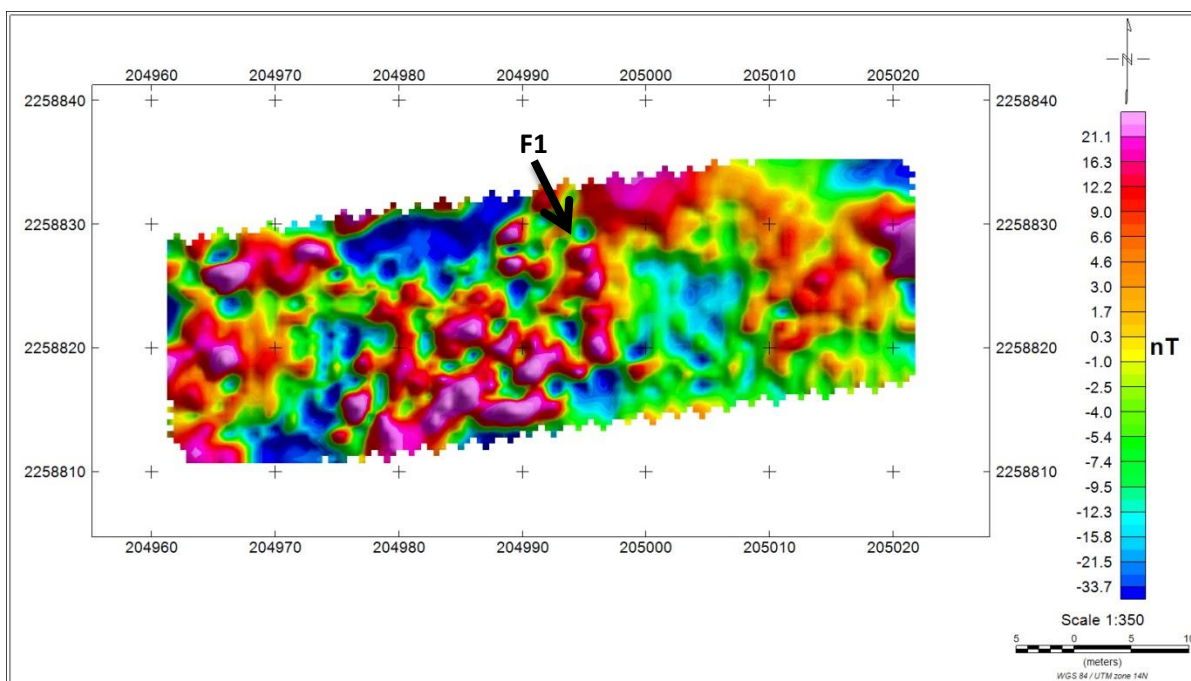 204960 204970 204980 204990 205000 205010 205020
2258840 2258840
F1
2258830 2258830
2258820 2258820
2258810 2258810
204960 204970 204980 204990 205000 205010 205020
N
21.1
16.3
12.2
9.0
6.6
4.6
3.0
1.7
0.3
-1.0
-2.5
-4.0
-5.4
-7.4
-9.5
-12.3
-15.8
-21.5
-33.7
nT
Scale 1:350
5 0 5 10
(meters)
WGS 84 / UTM zone 14N